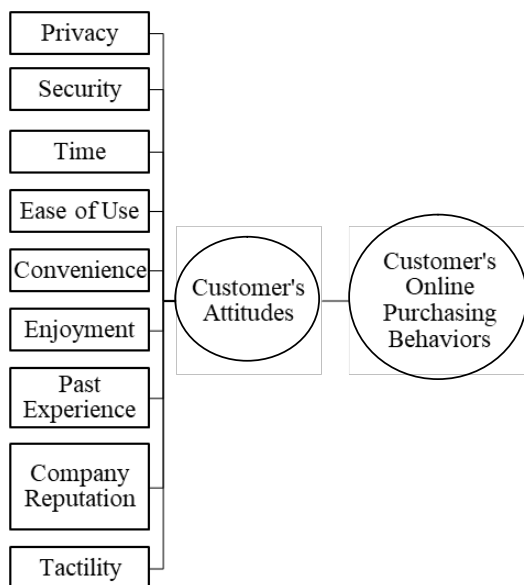 Privacy
Security
Time
Ease of Use
Convenience
Enjoyment
Past
Experience
Company
Reputation
Tactility
Customer's
Attitudes
Customer's
Online
Purchasing
Behaviors